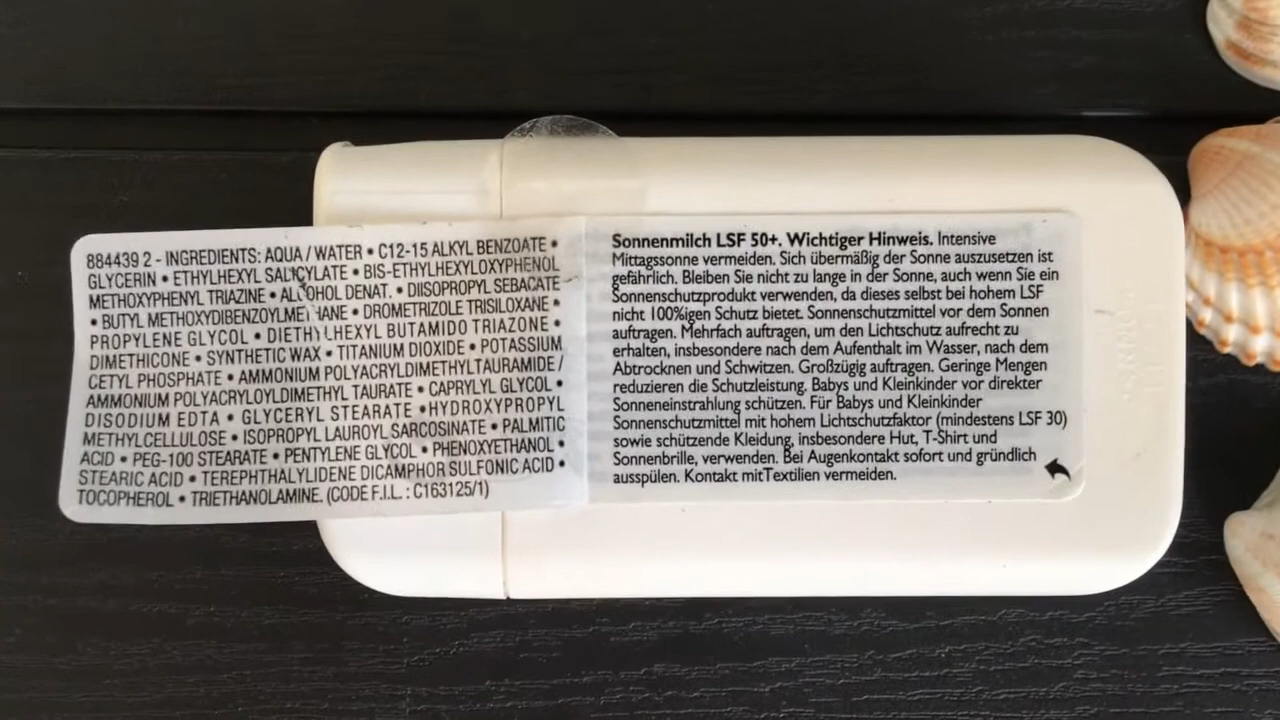 884439 2 - INGREDIENTS: AQUA / WATER • C12-15 ALKYL BENZOATE •
GLYCERIN • ETHYLHEXYL SALICYLATE • BIS-ETHYLHEXYLOXYPHENOL
METHOXYPHENYL TRIAZINE • ALCOHOL DENAT. • DIISOPROPYL SEBACATE
• BUTYL METHOXYDIBENZOYLMETHANE • DROMETRIZOLE TRISILOXANE •
PROPYLENE GLYCOL • DIETHYLHEXYL BUTAMIDO TRIAZONE •
DIMETHICONE • SYNTHETIC WAX • TITANIUM DIOXIDE • POTASSIUM
CETYL PHOSPHATE • AMMONIUM POLYACRYLDIMETHYLTAURAMIDE /
AMMONIUM POLYACRYLOYLDIMETHYL TAURATE • CAPRYLYL GLYCOL •
DISODIUM EDTA • GLYCERYL STEARATE •HYDROXYPROPYL
METHYLCELLULOSE • ISOPROPYL LAUROYL SARCOSINATE • PALMITIC
ACID • PEG-100 STEARATE • PENTYLENE GLYCOL • PHENOXYETHANOL •
STEARIC ACID • TEREPHTHALYLIDENE DICAMPHOR SULFONIC ACID •
TOCOPHEROL • TRIETHANOLAMINE. (CODE F.I.L. : C163125/1)
Sonnenmilch LSF 50+. Wichtiger Hinweis. Intensive
Mittagssonne vermeiden. Sich übermäßig der Sonne auszusetzen ist
gefährlich. Bleiben Sie nicht zu lange in der Sonne, auch wenn Sie ein
Sonnenschutzprodukt verwenden, da dieses selbst bei hohem LSF
nicht 100%igen Schutz bietet. Sonnenschutzmittel vor dem Sonnen
auftragen. Mehrfach auftragen, um den Lichtschutz aufrecht zu
erhalten, insbesondere nach dem Aufenthalt im Wasser, nach dem
Abtrocknen und Schwitzen. Großzügig auftragen. Geringe Mengen
reduzieren die Schutzleistung. Babys und Kleinkinder vor direkter
Sonneneinstrahlung schützen. Für Babys und Kleinkinder
Sonnenschutzmittel mit hohem Lichtschutzfaktor (mindestens LSF 30)
sowie schützende Kleidung, insbesondere Hut, T-Shirt und
Sonnenbrille, verwenden. Bei Augenkontakt sofort und gründlich
ausspülen. Kontakt mitTextilien vermeiden.